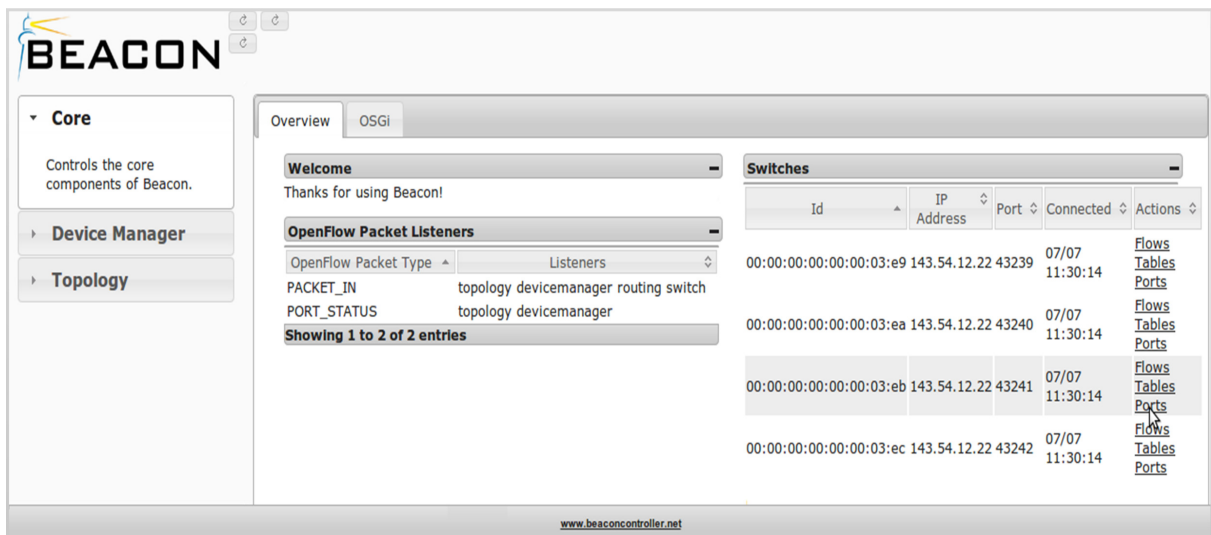 BEACON
Core
Controls the core
components of Beacon.
Device Manager
Topology
Overview OSGi
Welcome
Thanks for using Beacon!
OpenFlow Packet Listeners
OpenFlow Packet Type Listeners
PACKET_IN topology devicemanager routing switch
PORT_STATUS topology devicemanager
Showing 1 to 2 of 2 entries
Switches
Id IP Address Port Connected Actions
00:00:00:00:00:00:03:e9 143.54.12.22 43239 07/07 11:30:14 Flows Tables Ports
00:00:00:00:00:00:03:ea 143.54.12.22 43240 07/07 11:30:14 Flows Tables Ports
00:00:00:00:00:00:03:eb 143.54.12.22 43241 07/07 11:30:14 Flows Tables Ports
00:00:00:00:00:00:03:ec 143.54.12.22 43242 07/07 11:30:14 Flows Tables Ports
www.beaconcontroller.net